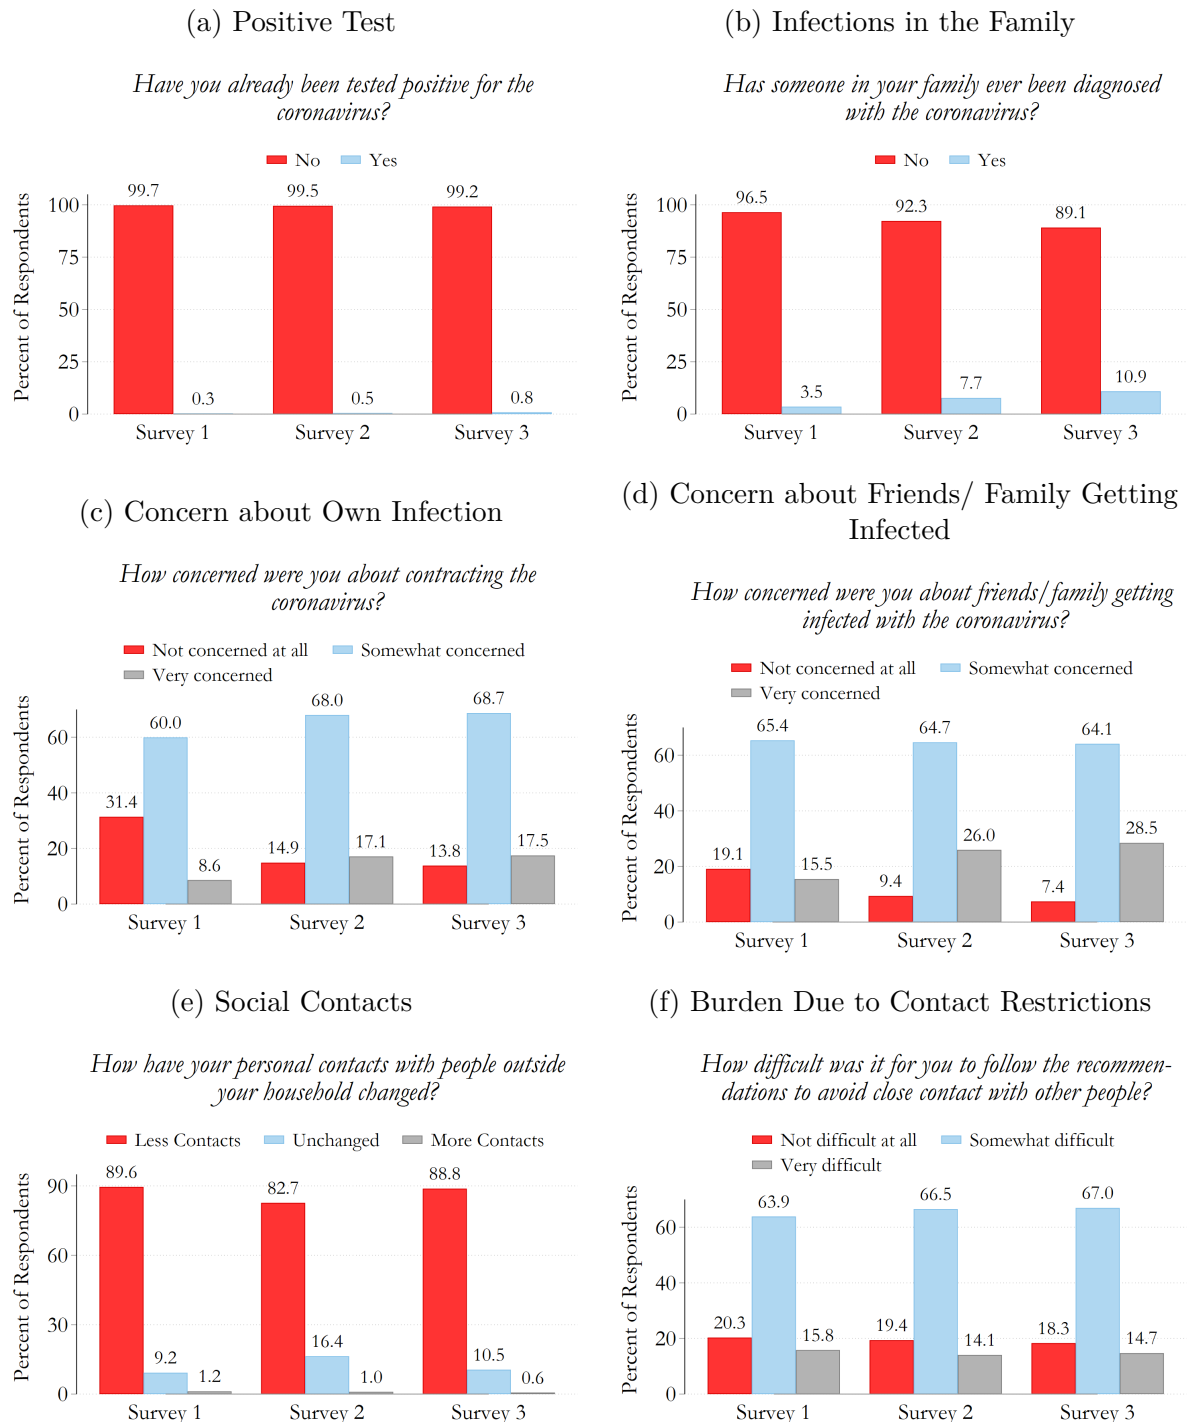 (a) Positive Test
Have you already been tested positive for the
coronavirus?
No Yes
Percent of Respondents
100
75
50
25
0
99.7
0.3
99.5
0.5
99.2
0.8
Survey 1 Survey 2 Survey 3
(b) Infections in the Family
Has someone in your family ever been diagnosed
with the coronavirus?
No Yes
Percent of Respondents
100
75
50
25
0
96.5
3.5
92.3
7.7
89.1
10.9
Survey 1 Survey 2 Survey 3
(c) Concern about Own Infection
How concerned were you about contracting the
coronavirus?
Not concerned at all Somewhat concerned
Very concerned
Percent of Respondents
60
40
20
0
31.4
60.0
8.6
14.9
68.0
17.1
13.8
68.7
17.5
Survey 1 Survey 2 Survey 3
(d) Concern about Friends/ Family Getting
Infected
How concerned were you about friends/family getting
infected with the coronavirus?
Not concerned at all Somewhat concerned
Very concerned
Percent of Respondents
60
40
20
0
19.1
65.4
15.5
9.4
64.7
26.0
7.4
64.1
28.5
Survey 1 Survey 2 Survey 3
(e) Social Contacts
How have your personal contacts with people outside
your household changed?
Less Contacts Unchanged More Contacts
Percent of Respondents
90
60
30
0
89.6
9.2
1.2
82.7
16.4
1.0
88.8
10.5
0.6
Survey 1 Survey 2 Survey 3
(f) Burden Due to Contact Restrictions
How difficult was it for you to follow the recommen-
dations to avoid close contact with other people?
Not difficult at all Somewhat difficult
Very difficult
Percent of Respondents
60
40
20
0
20.3
63.9
15.8
19.4
66.5
14.1
18.3
67.0
14.7
Survey 1 Survey 2 Survey 3